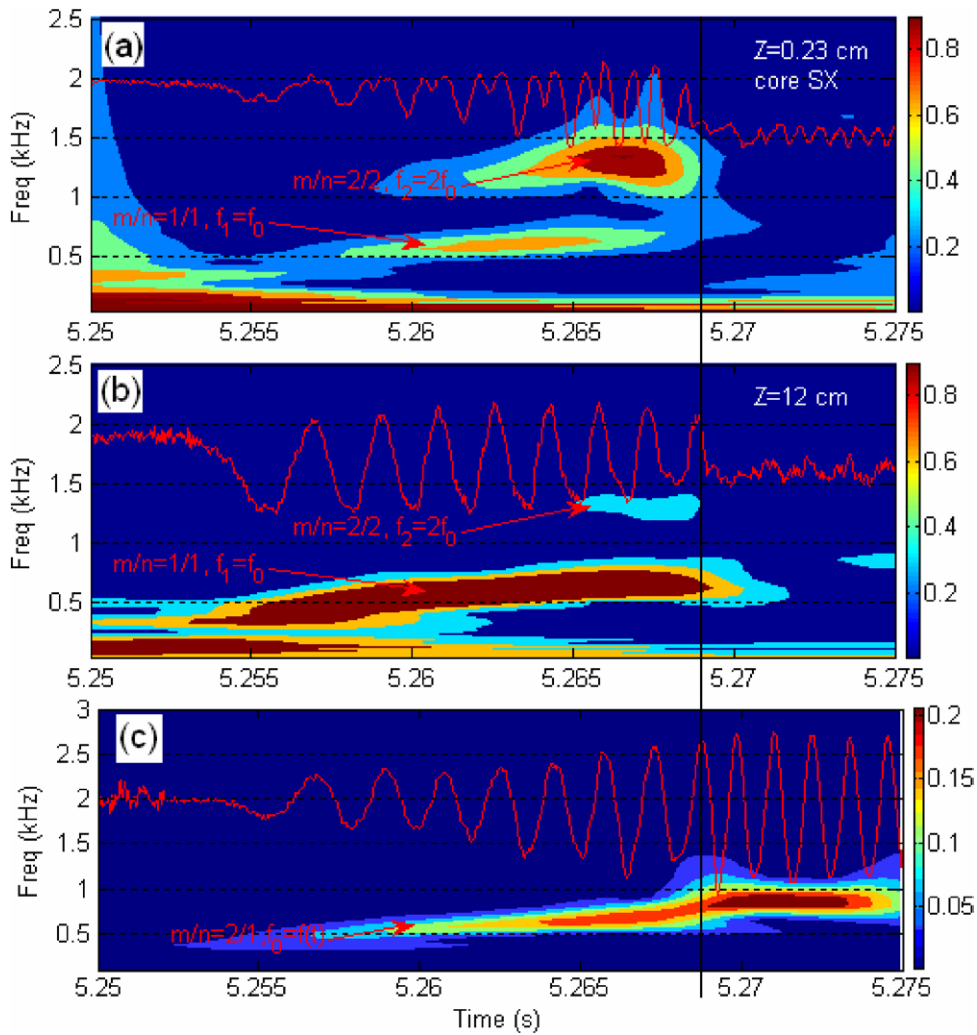 (a)
Z=0.23 cm
core SX
m/n=2/2, f2=2f0
m/n=1/1, f1=f0
Freq (kHz)
2.5
2
1.5
1
0.5
5.25 5.255 5.26 5.265 5.27 5.275
0.8
0.6
0.4
0.2
(b)
Z=12 cm
m/n=2/2, f2=2f0
m/n=1/1, f1=f0
Freq (kHz)
2.5
2
1.5
1
0.5
5.25 5.255 5.26 5.265 5.27 5.275
0.8
0.6
0.4
0.2
(c)
m/n=2/1,f0=f(t)
Freq (kHz)
3
2.5
2
1.5
1
0.5
5.25 5.255 5.26 5.265 5.27 5.275
0.2
0.15
0.1
0.05
Time (s)